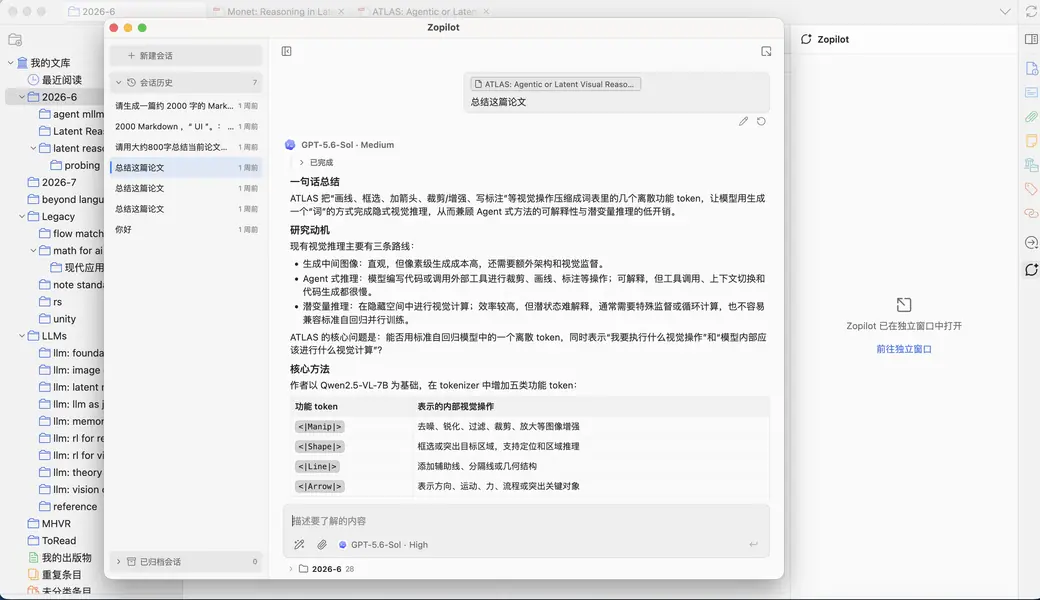 2026-6
Monet: Reasoning in Lat
ATLAS: Agentic or Laten
Zopilot
我的文库
最近阅读
2026-6
agent mllm
Latent Rea
latent reaso
probing
2026-7
beyond langu
Legacy
flow match
math for ai
现代应用
note standa
rs
unity
LLMs
llm: founda
llm: image
llm: latent r
llm: llm as j
llm: memor
llm: rl for re
llm: rl for vi
llm: theory
llm: vision c
reference
MHVR
ToRead
我的出版物
重复条目
未分类条目
新建会话
会话历史 7
请生成一篇约 2000 字的 Mark... 1 周前
2000 Markdown ，“ UI ”。： ... 1 周前
请用大约800字总结当前论文... 1 周前
总结这篇论文 1 周前
总结这篇论文 1 周前
总结这篇论文 1 周前
你好 1 周前
已归档会话 0
ATLAS: Agentic or Latent Visual Reaso...
总结这篇论文
GPT-5.6-Sol · Medium
已完成
一句话总结
ATLAS 把“画线、框选、加箭头、裁剪/增强、写标注”等视觉操作压缩成词表里的几个离散功能 token，让模型用生成
一个“词”的方式完成隐式视觉推理，从而兼顾 Agent 式方法的可解释性与潜变量推理的低开销。
研究动机
现有视觉推理主要有三条路线：
• 生成中间图像：直观，但像素级生成成本高，还需要额外架构和视觉监督。
• Agent 式推理：模型编写代码或调用外部工具进行裁剪、画线、标注等操作；可解释，但工具调用、上下文切换和
代码生成都很慢。
• 潜变量推理：在隐藏空间中进行视觉计算；效率较高，但潜状态难解释，通常需要特殊监督或循环计算，也不容易
兼容标准自回归并行训练。
ATLAS 的核心问题是：能否用标准自回归模型中的一个离散 token，同时表示“我要执行什么视觉操作”和“模型内部应
该进行什么视觉计算”？
核心方法
作者以 Qwen2.5-VL-7B 为基础，在 tokenizer 中增加五类功能 token：
功能 token 表示的内部视觉操作
<|Manip|> 去噪、锐化、过滤、裁剪、放大等图像增强
<|Shape|> 框选或突出目标区域，支持定位和区域推理
<|Line|> 添加辅助线、分隔线或几何结构
<|Arrow|> 表示方向、运动、力、流程或突出关键对象
描述要了解的内容
GPT-5.6-Sol · High
2026-6 28
Zopilot
Zopilot 已在独立窗口中打开
前往独立窗口